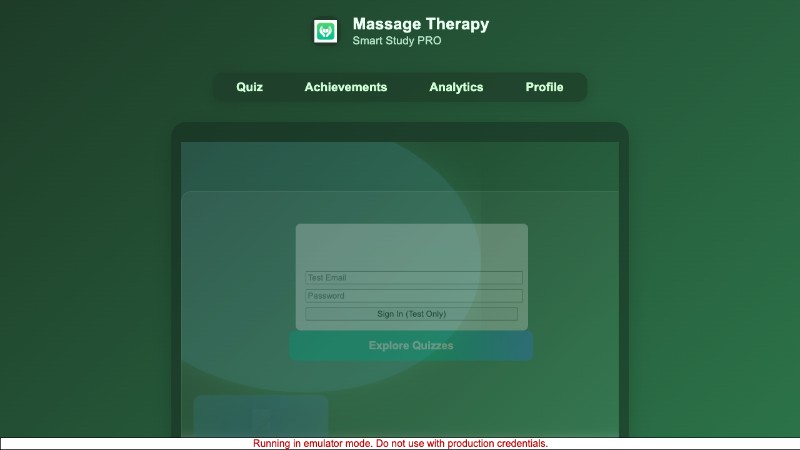 Massage Therapy
Smart Study PRO
Quiz Achievements Analytics Profile
Test Email
Password
Sign In (Test Only)
Explore Quizzes
Running in emulator mode. Do not use with production credentials.